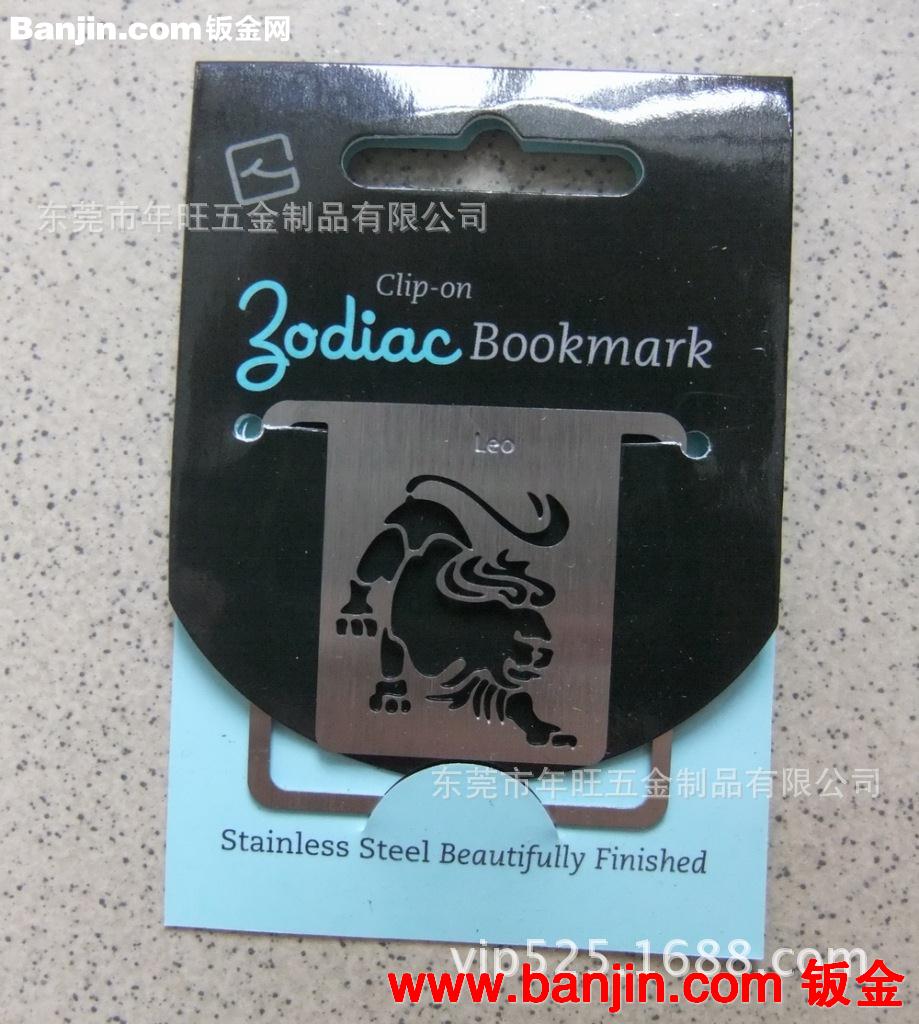 Banjin.com钣金网
东莞市年旺五金制品有限公司
Clip-on
Zodiac Bookmark
Leo
东莞市年旺五金制品有限公司
Stainless Steel Beautifully Finished
vip525.1688.com
www.banjin.com 钣金